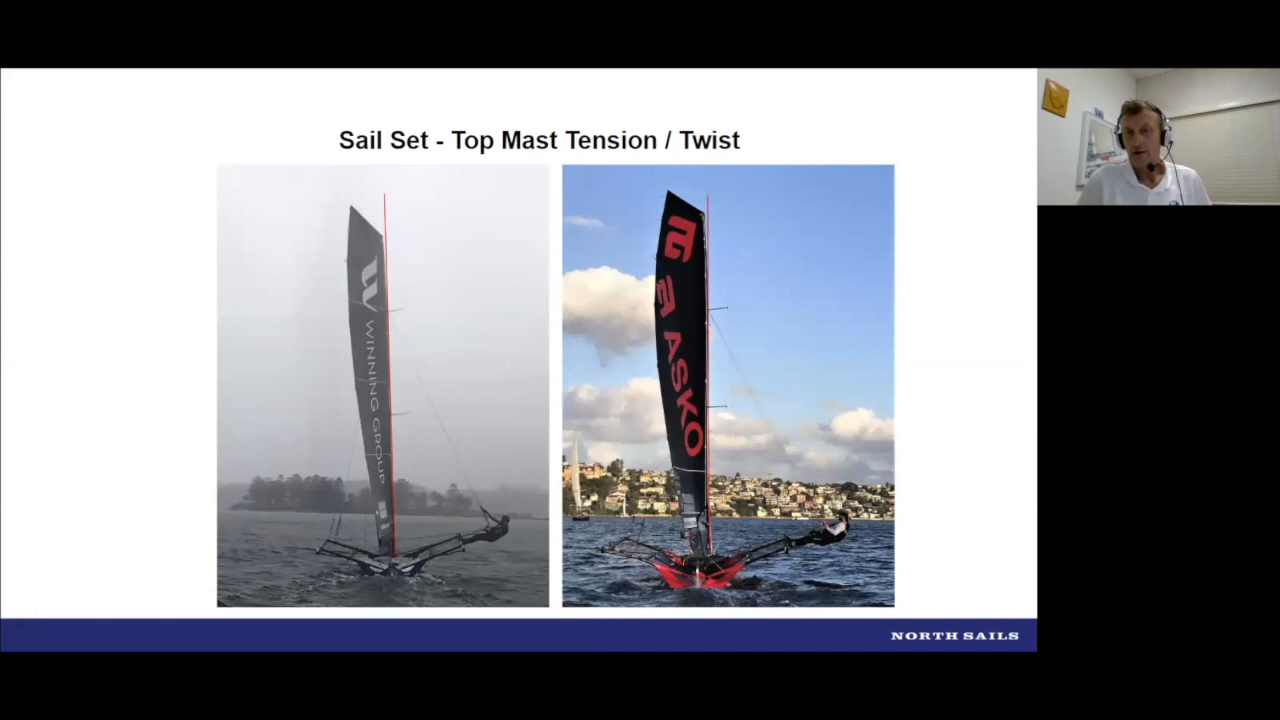 Sail Set - Top Mast Tension / Twist
WINNING GROUP
ASKO
NORTH SAILS